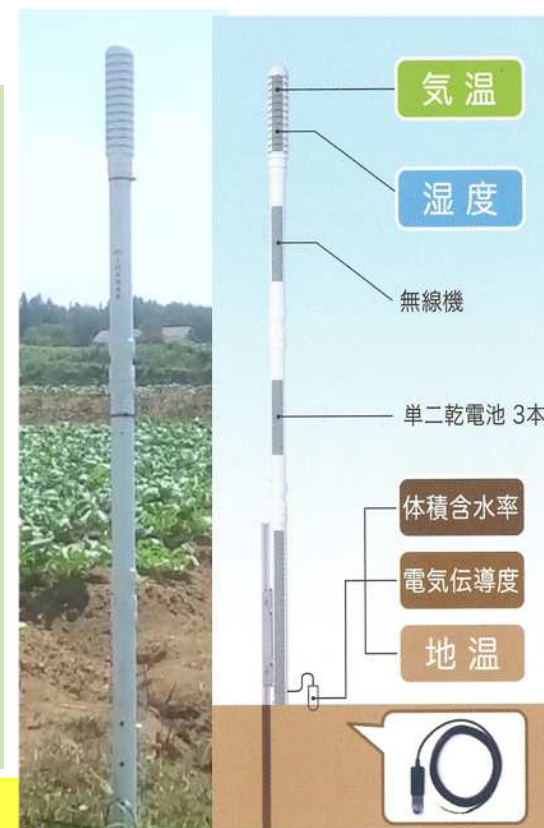 気温
湿度
無線機
単二乾電池 3本
体積含水率
電気伝導度
地温